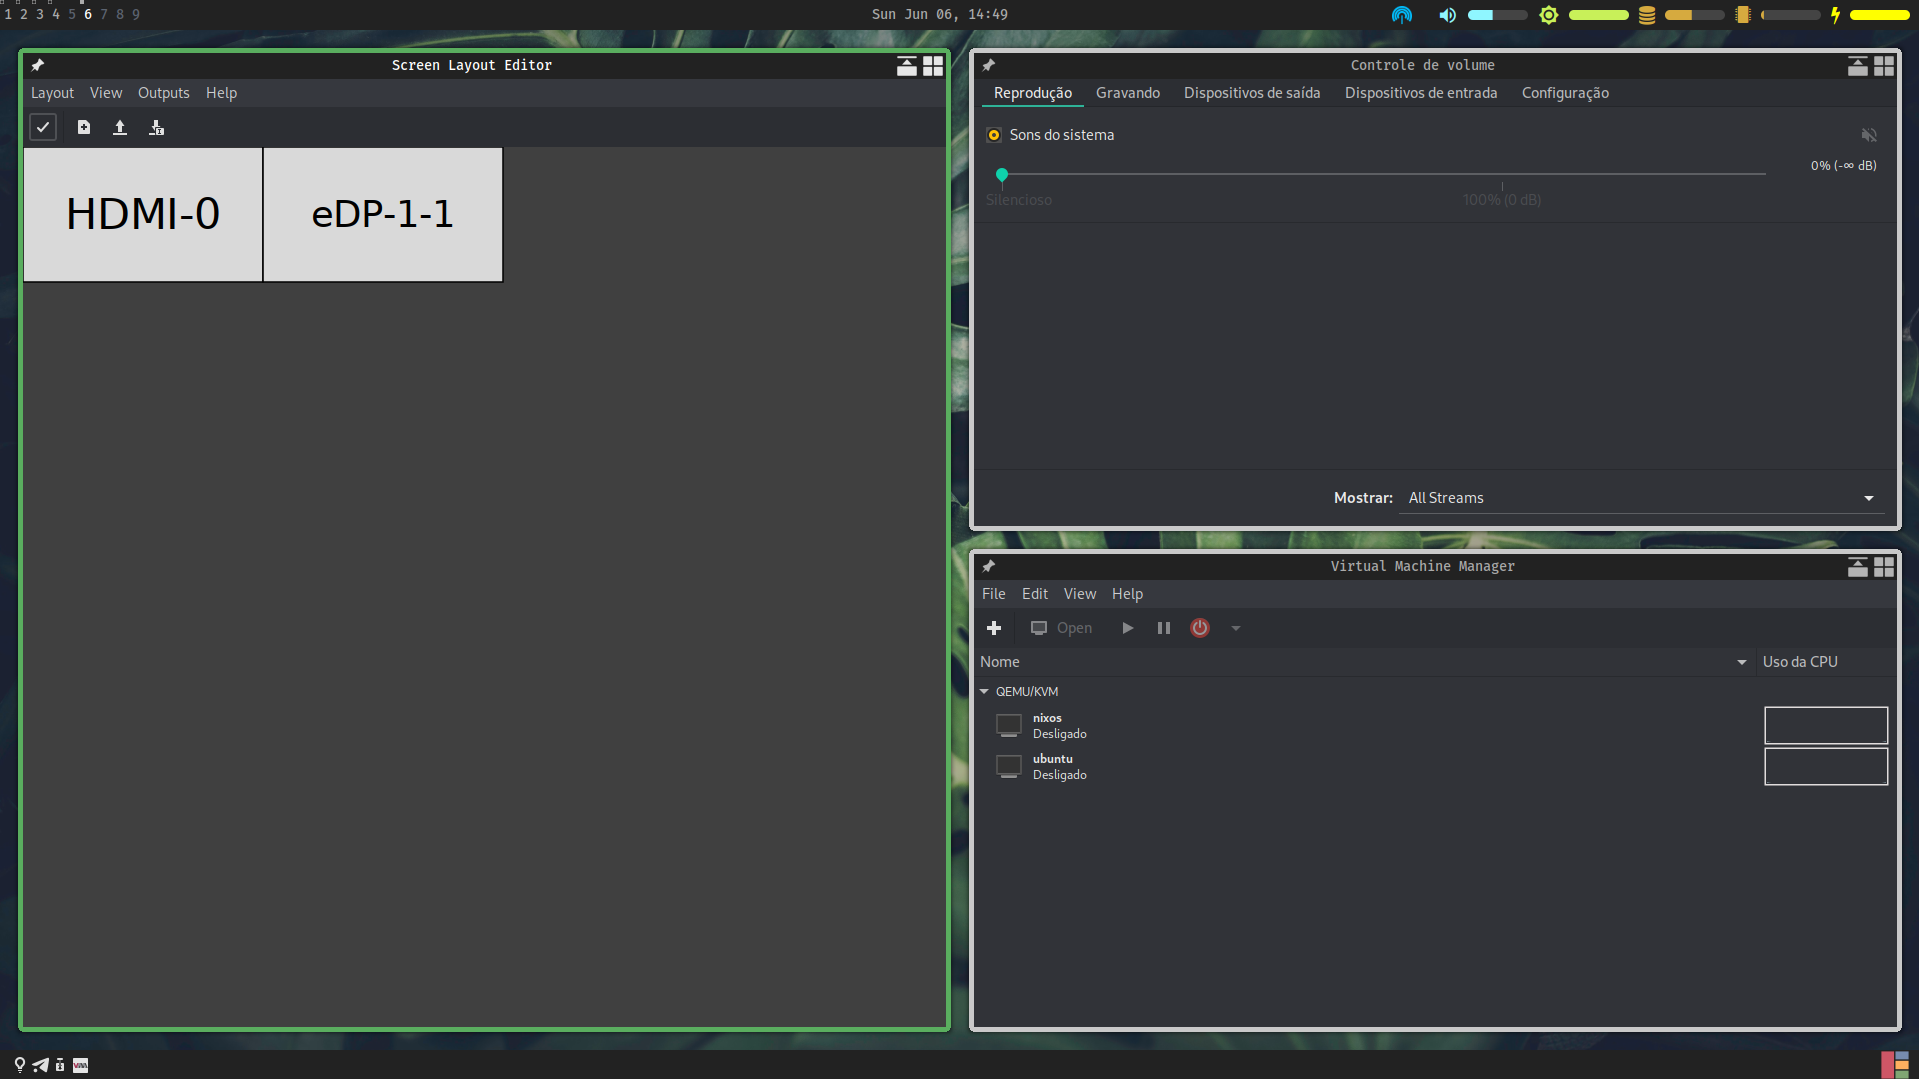 1 2 3 4 5 6 7 8 9
Sun Jun 06, 14:49
Screen Layout Editor
Layout View Outputs Help
HDMI-0
eDP-1-1
Controle de volume
Reprodução Gravando Dispositivos de saída Dispositivos de entrada Configuração
Sons do sistema
0% (-∞ dB)
Silencioso
100% (0 dB)
Mostrar: All Streams
Virtual Machine Manager
File Edit View Help
Open
Nome
Uso da CPU
QEMU/KVM
nixos
Desligado
ubuntu
Desligado